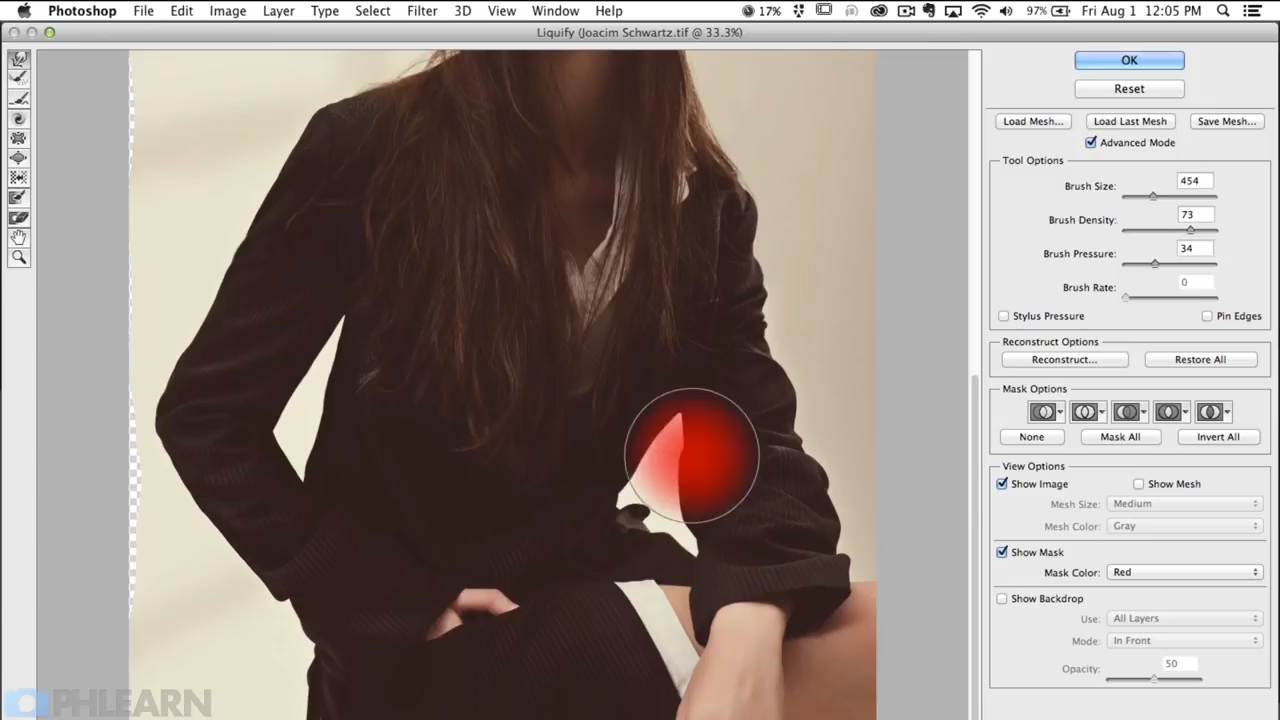 Photoshop File Edit Image Layer Type Select Filter 3D View Window Help 17% 97% Fri Aug 1 12:05 PM
Liquify (Joacim Schwartz.tif @ 33.3%)
OK
Reset
Load Mesh... Load Last Mesh Save Mesh...
Advanced Mode
Tool Options
Brush Size: 454
Brush Density: 73
Brush Pressure: 34
Brush Rate: 0
Stylus Pressure Pin Edges
Reconstruct Options
Reconstruct... Restore All
Mask Options
None Mask All Invert All
View Options
Show Image Show Mesh
Mesh Size: Medium
Mesh Color: Gray
Show Mask
Mask Color: Red
Show Backdrop
Use: All Layers
Mode: In Front
Opacity: 50
PHLEARN